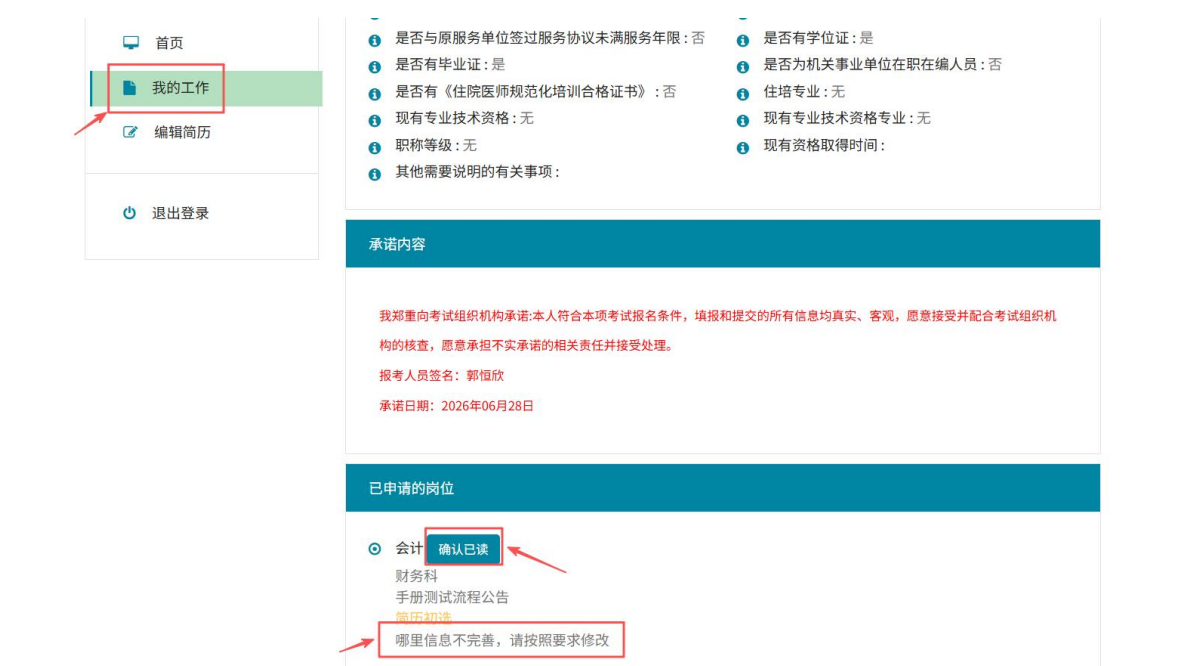 首页
我的工作
编辑简历
退出登录
是否与原服务单位签过服务协议未满服务年限：否
是否有学位证：是
是否有毕业证：是
是否为机关事业单位在职在编人员：否
是否有《住院医师规范化培训合格证书》：否
住培专业：无
现有专业技术资格：无
现有专业技术资格专业：无
职称等级：无
现有资格取得时间：
其他需要说明的有关事项：
承诺内容
我郑重向考试组织机构承诺:本人符合本项考试报名条件，填报和提交的所有信息均真实、客观，愿意接受并配合考试组织机
构的核查，愿意承担不实承诺的相关责任并接受处理。
报考人员签名：郭恒欣
承诺日期：2026年06月28日
已申请的岗位
会计 确认已读
财务科
手册测试流程公告
简历初选
哪里信息不完善，请按照要求修改